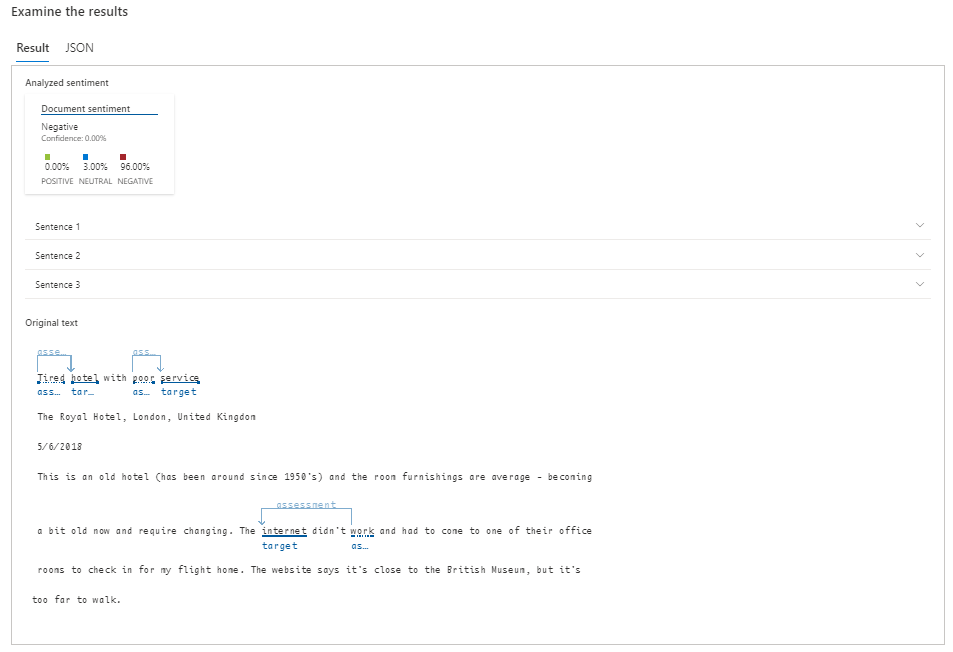 Examine the results
Result JSON
Analyzed sentiment
Document sentiment
Negative
Confidence: 0.00%
0.00% 3.00% 96.00%
POSITIVE NEUTRAL NEGATIVE
Sentence 1
Sentence 2
Sentence 3
Original text
asse... ass...
Tired hotel with poor service
ass... tar... as... target
The Royal Hotel, London, United Kingdom
5/6/2018
This is an old hotel (has been around since 1950's) and the room furnishings are average - becoming
assessment
a bit old now and require changing. The internet didn't work and had to come to one of their office
target as...
rooms to check in for my flight home. The website says it's close to the British Museum, but it's
too far to walk.